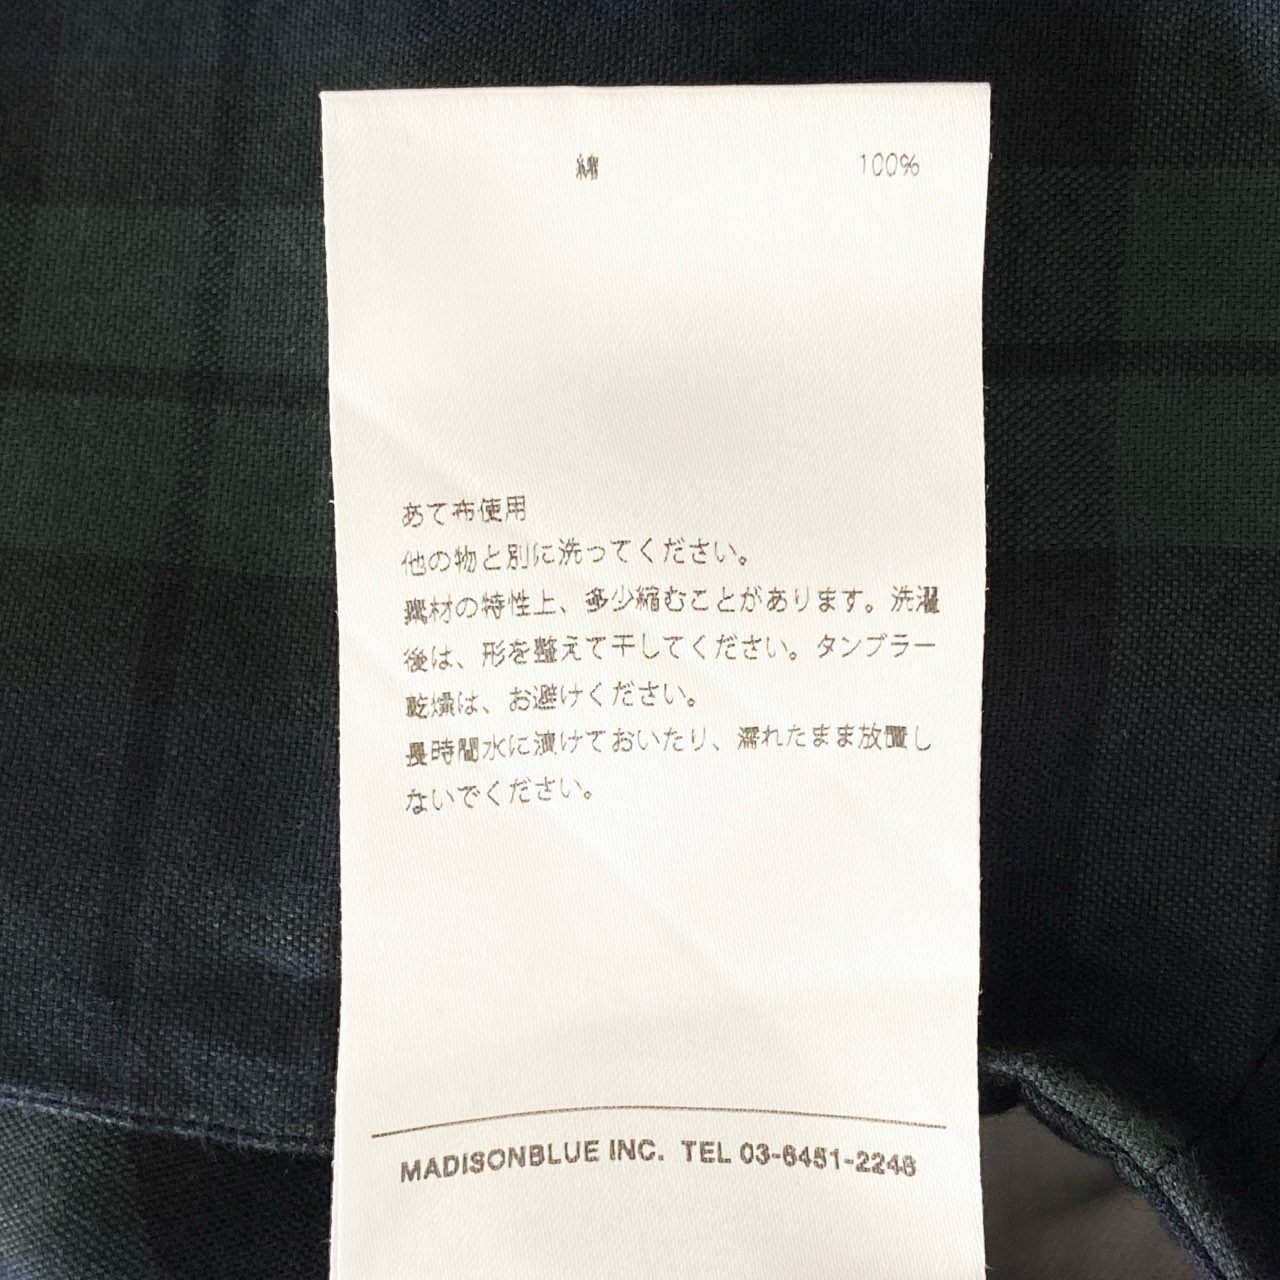 綿 100%
あて布使用
他の物と別に洗ってください。
素材の特性上、多少縮むことがあります。洗濯
後は、形を整えて干してください。タンブラー
乾燥は、お避けください。
長時間水に漬けておいたり、濡れたまま放置し
ないでください。
MADISONBLUE INC. TEL 03-6451-2248